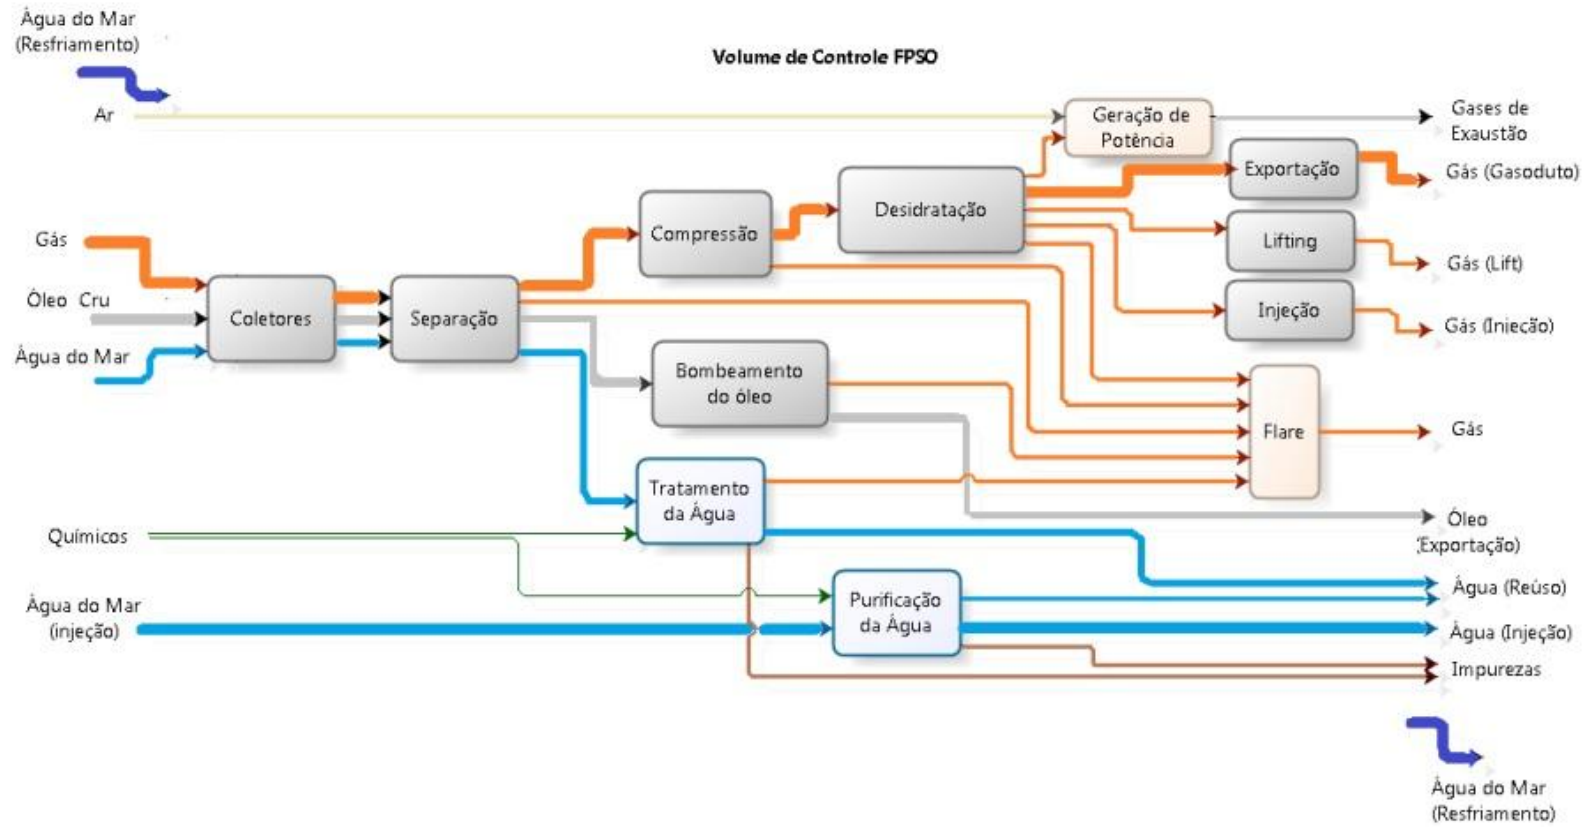 Água do Mar
(Resfriamento)
Volume de Controle FPSO
Ar
Geração de
Potência
Gases de
Exaustão
Exportação
Gás (Gasoduto)
Desidratação
Compressão
Lifting
Gás (Lift)
Gás
Óleo Cru
Água do Mar
Coletores
Separação
Injeção
Gás (Iniecão)
Bombeamento
do óleo
Flare
Gás
Tratamento
da Água
Químicos
Óleo
(Exportação)
Purificação
da Água
Água (Reúso)
Água do Mar
(injeção)
Água (Injeção)
Impurezas
Água do Mar
(Resfriamento)